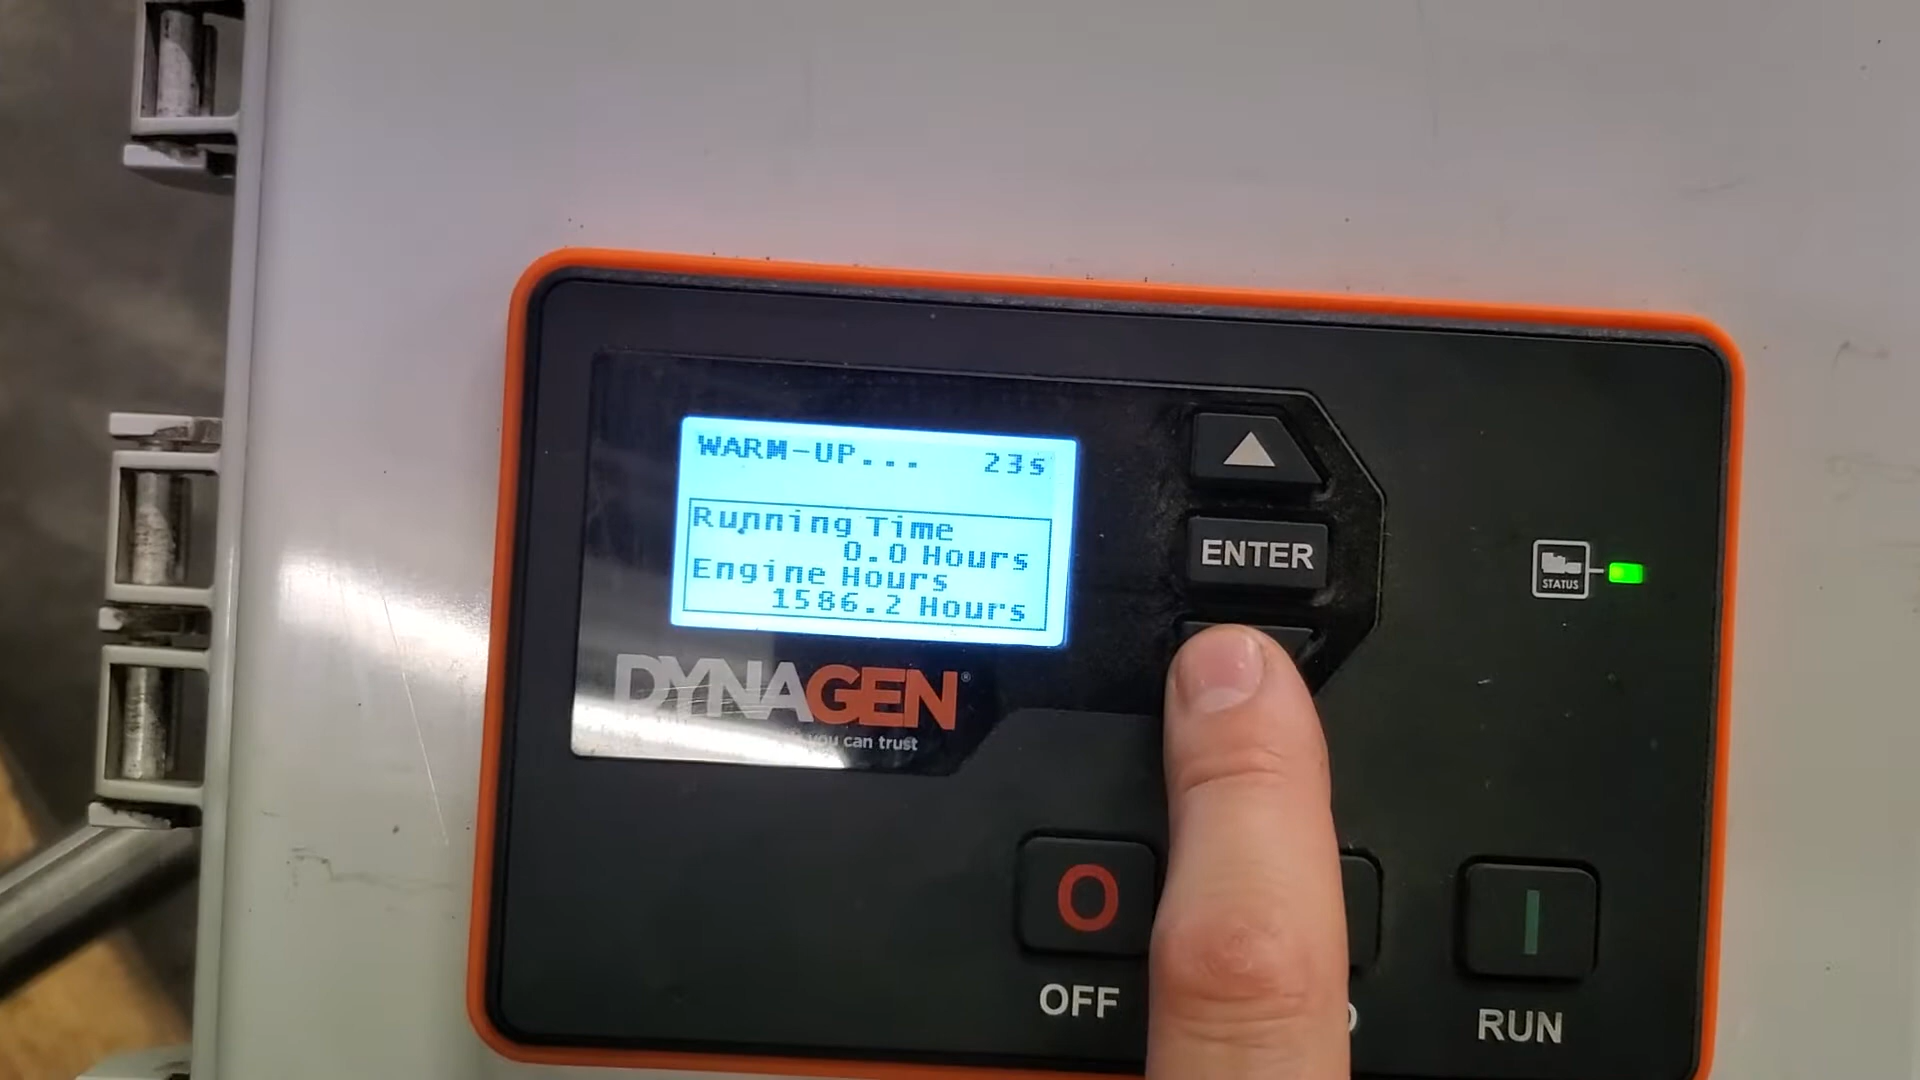 WARM-UP... 23s
Running Time
0.0 Hours
Engine Hours
1586.2 Hours
DYNAGEN®
you can trust
ENTER
STATUS
O
I
OFF
RUN